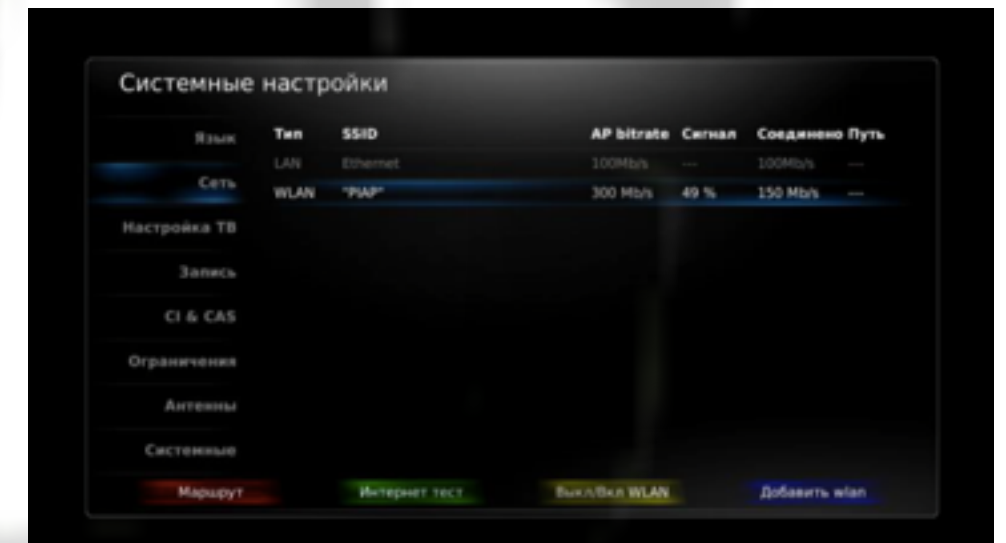 Системные настройки
Язык
Сеть
Настройка ТВ
Запись
CI & CAS
Ограничения
Антенны
Системные
Тип SSID AP bitrate Сигнал Соединено Путь
LAN Ethernet 100Mb/s --- 100Mb/s ---
WLAN "PIAP" 300 Mb/s 49 % 150 Mb/s ---
Маршрут Интернет тест Выкл/Вкл WLAN Добавить wlan